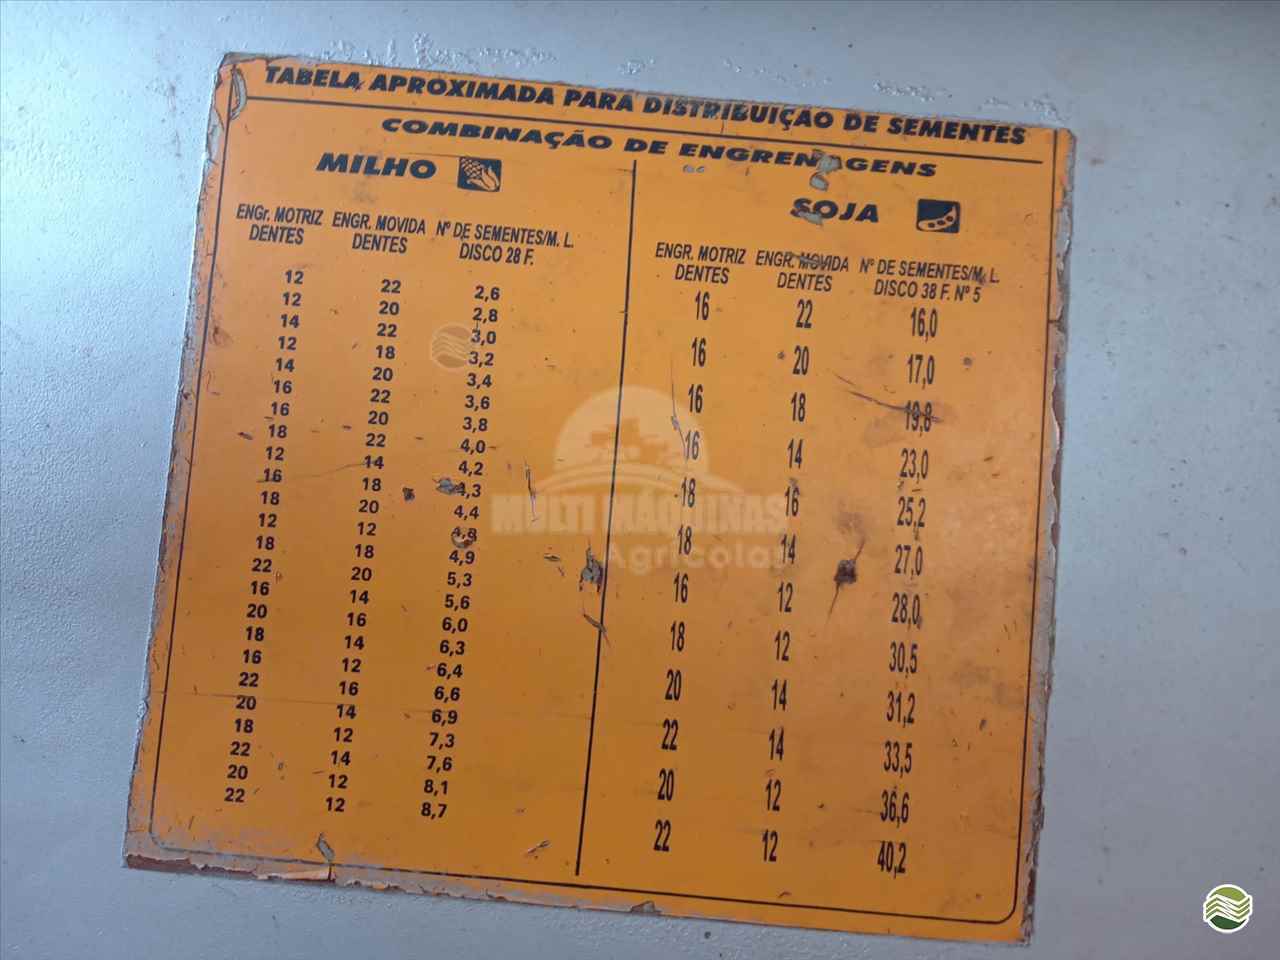 TABELA APROXIMADA PARA DISTRIBUIÇÃO DE SEMENTES
COMBINAÇÃO DE ENGRENAGENS
MILHO
ENGr. MOTRIZ ENGR. MOVIDA Nº DE SEMENTES/M. L.
DENTES DENTES DISCO 28 F.
12 22 2,6
12 20 2,8
14 22 3,0
12 18 3,2
14 20 3,4
16 22 3,6
16 20 3,8
18 22 4,0
12 14 4,2
16 18 4,3
18 20 4,4
12 12
18 18 4,9
22 20 5,3
16 14 5,6
20 16 6,0
18 14 6,3
16 12 6,4
22 16 6,6
20 14 6,9
18 12 7,3
22 14 7,6
20 12 8,1
22 12 8,7
SOJA
ENGR. MOTRIZ ENGR. MOVIDA Nº DE SEMENTES/M. L.
DENTES DENTES DISCO 38 F. Nº 5
16 22 16,0
16 20 17,0
16 18 19,8
16 14 23,0
18 16 25,2
18 14 27,0
16 12 28,0
18 12 30,5
20 14 31,2
22 14 33,5
20 12 36,6
22 12 40,2
MULTI MÁQUINAS
Agrícolas